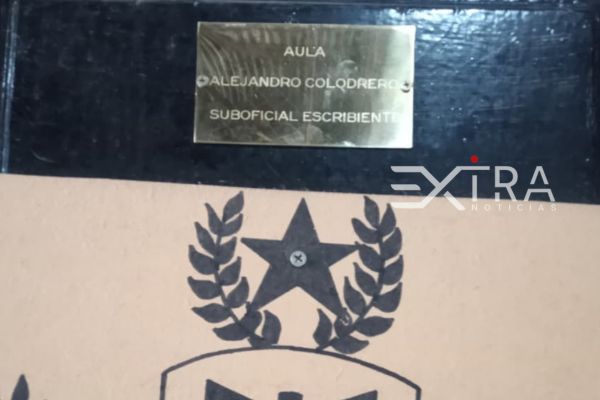 AULA
ALEJANDRO COLODRERO
SUBOFICIAL ESCRIBIENTE
EXTRA
NOTICIAS